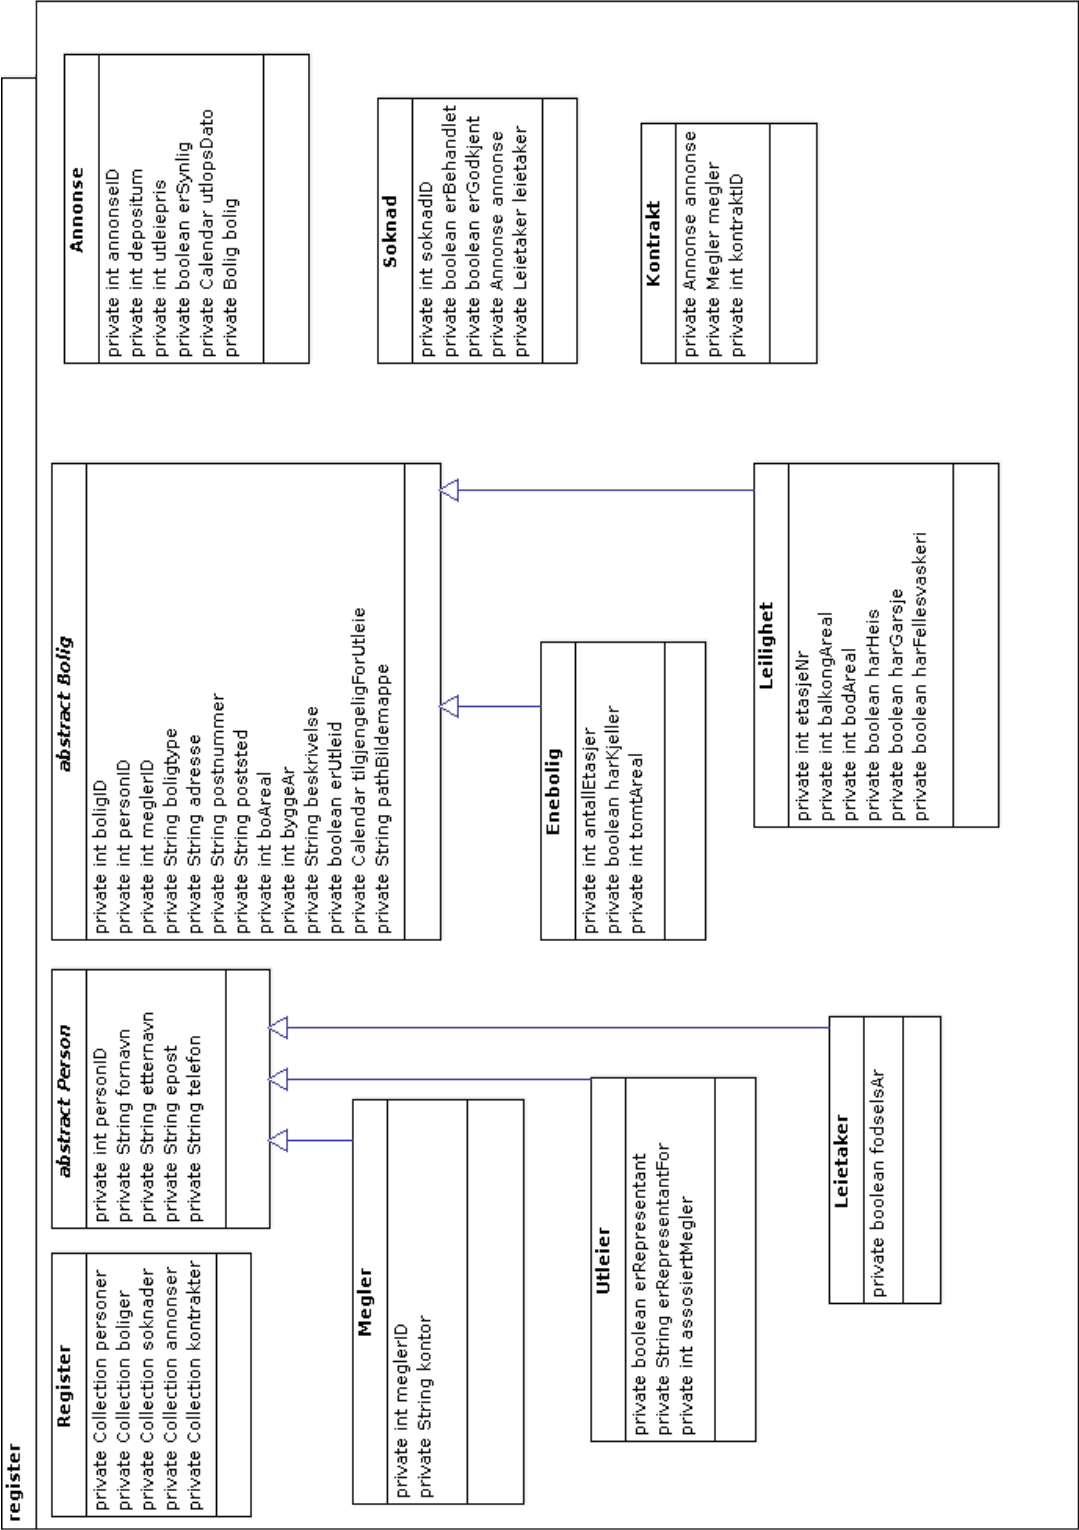 register
Register
private Collection personer
private Collection boliger
private Collection soknader
private Collection annonser
private Collection kontrakter
abstract Person
private int personID
private String fornavn
private String etternavn
private String epost
private String telefon
Megler
private int meglerID
private String kontor
Utleier
private boolean erRepresentant
private String erRepresentantFor
private int assosiertMegler
Leietaker
private boolean fodselsAr
abstract Bolig
private int boligID
private int personID
private int meglerID
private String boligtype
private String adresse
private String postnummer
private String poststed
private int boAreal
private int byggeAr
private String beskrivelse
private boolean erUtleid
private Calendar tilgjengeligForUtleie
private String pathBildemappe
Enebolig
private int antallEtasjer
private boolean harKjeller
private int tomtAreal
Leilighet
private int etasjeNr
private int balkongAreal
private int bodAreal
private boolean harHeis
private boolean harGarsje
private boolean harFellesvaskeri
Annonse
private int annonseID
private int depositum
private int utleiepris
private boolean erSynlig
private Calendar utlopsDato
private Bolig bolig
Soknad
private int soknadID
private boolean erBehandlet
private boolean erGodkjent
private Annonse annonse
private Leietaker leietaker
Kontrakt
private Annonse annonse
private Megler megler
private int kontraktID